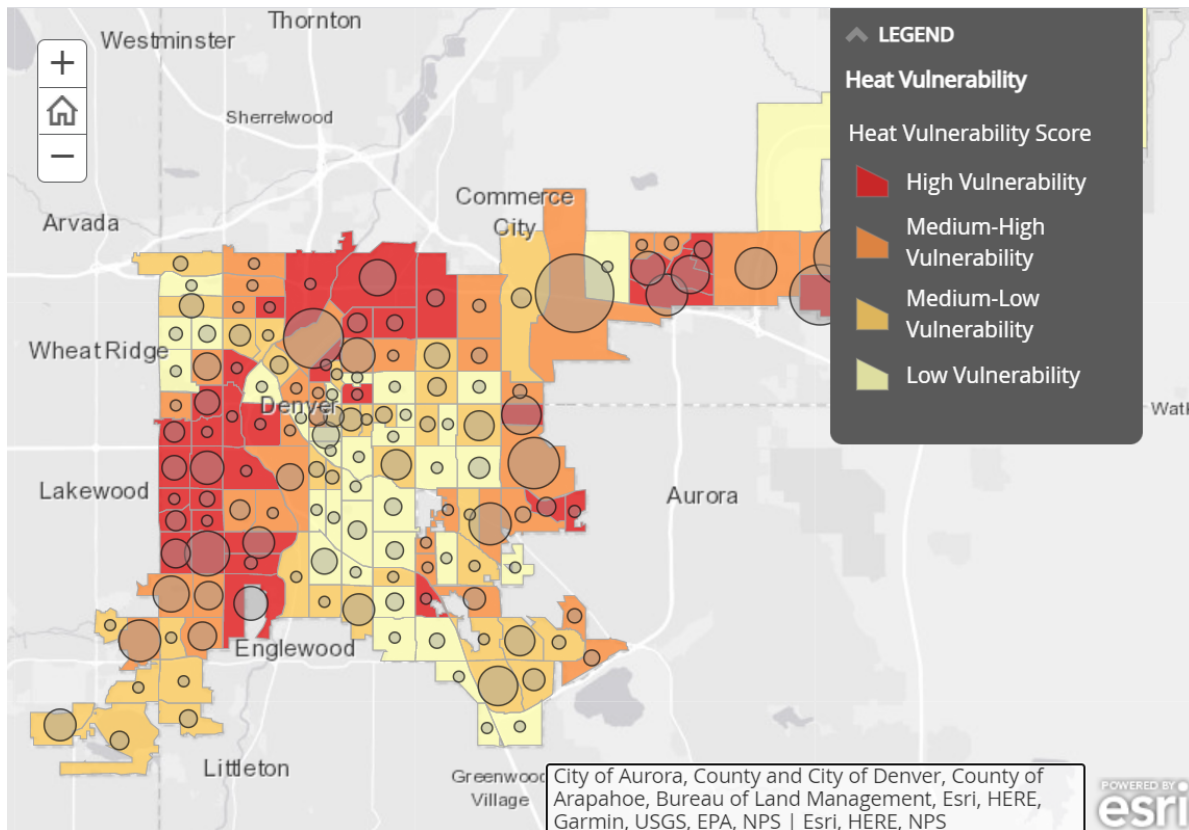 Thornton
Westminster
+
−
Sherrelwood
LEGEND
Heat Vulnerability
Heat Vulnerability Score
High Vulnerability
Medium-High
Vulnerability
Medium-Low
Vulnerability
Low Vulnerability
Commerce
City
Arvada
Wheat Ridge
Denver
Watk
Lakewood
Aurora
Englewood
Littleton
Greenwood
Village
City of Aurora, County and City of Denver, County of
Arapahoe, Bureau of Land Management, Esri, HERE,
Garmin, USGS, EPA, NPS | Esri, HERE, NPS
POWERED BY
esri